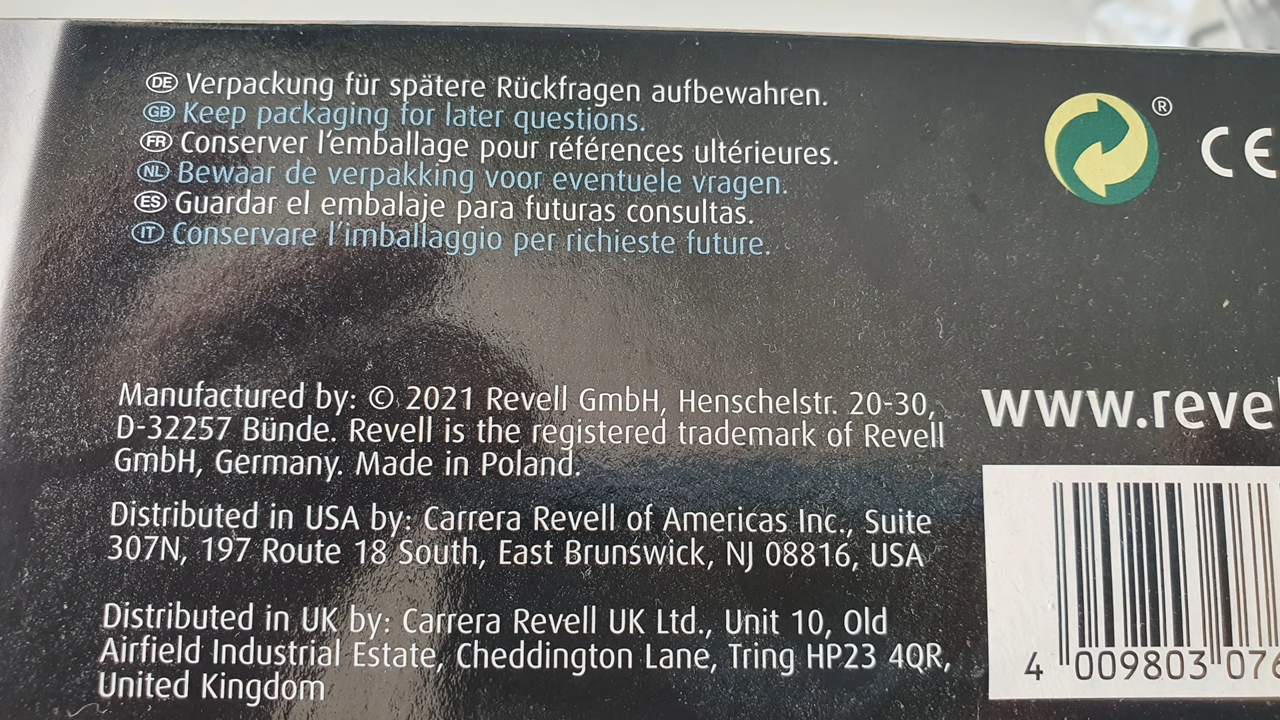 DE Verpackung für spätere Rückfragen aufbewahren.
GB Keep packaging for later questions.
FR Conserver l'emballage pour références ultérieures.
NL Bewaar de verpakking voor eventuele vragen.
ES Guardar el embalaje para futuras consultas.
IT Conservare l'imballaggio per richieste future.
®
CE
Manufactured by: © 2021 Revell GmbH, Henschelstr. 20-30,
D-32257 Bünde. Revell is the registered trademark of Revell
GmbH, Germany. Made in Poland.
www.reve
Distributed in USA by: Carrera Revell of Americas Inc., Suite
307N, 197 Route 18 South, East Brunswick, NJ 08816, USA
Distributed in UK by: Carrera Revell UK Ltd., Unit 10, Old
Airfield Industrial Estate, Cheddington Lane, Tring HP23 4QR,
United Kingdom
4 009803 07